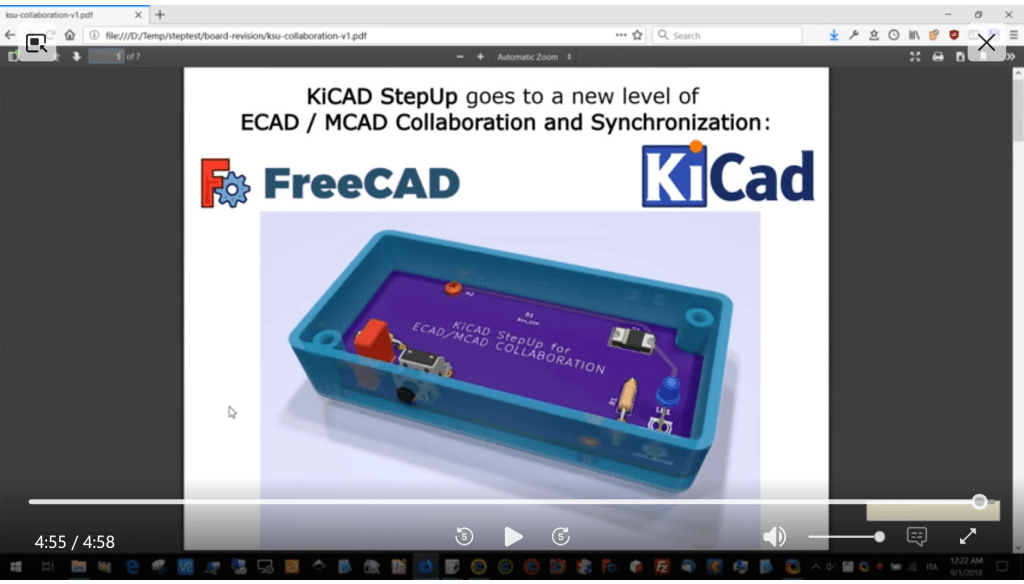 ksu-collaboration-v1.pdf
file:///D:/Temp/steptest/board-revision/ksu-collaboration-v1.pdf
Search
1 of 7
Automatic Zoom
KiCAD StepUp goes to a new level of
ECAD / MCAD Collaboration and Synchronization:
FreeCAD
KiCad
KiCAD StepUp for
ECAD/MCAD COLLABORATION
4:55 / 4:58
5
5
ITA
12:22 AM
9/1/2018